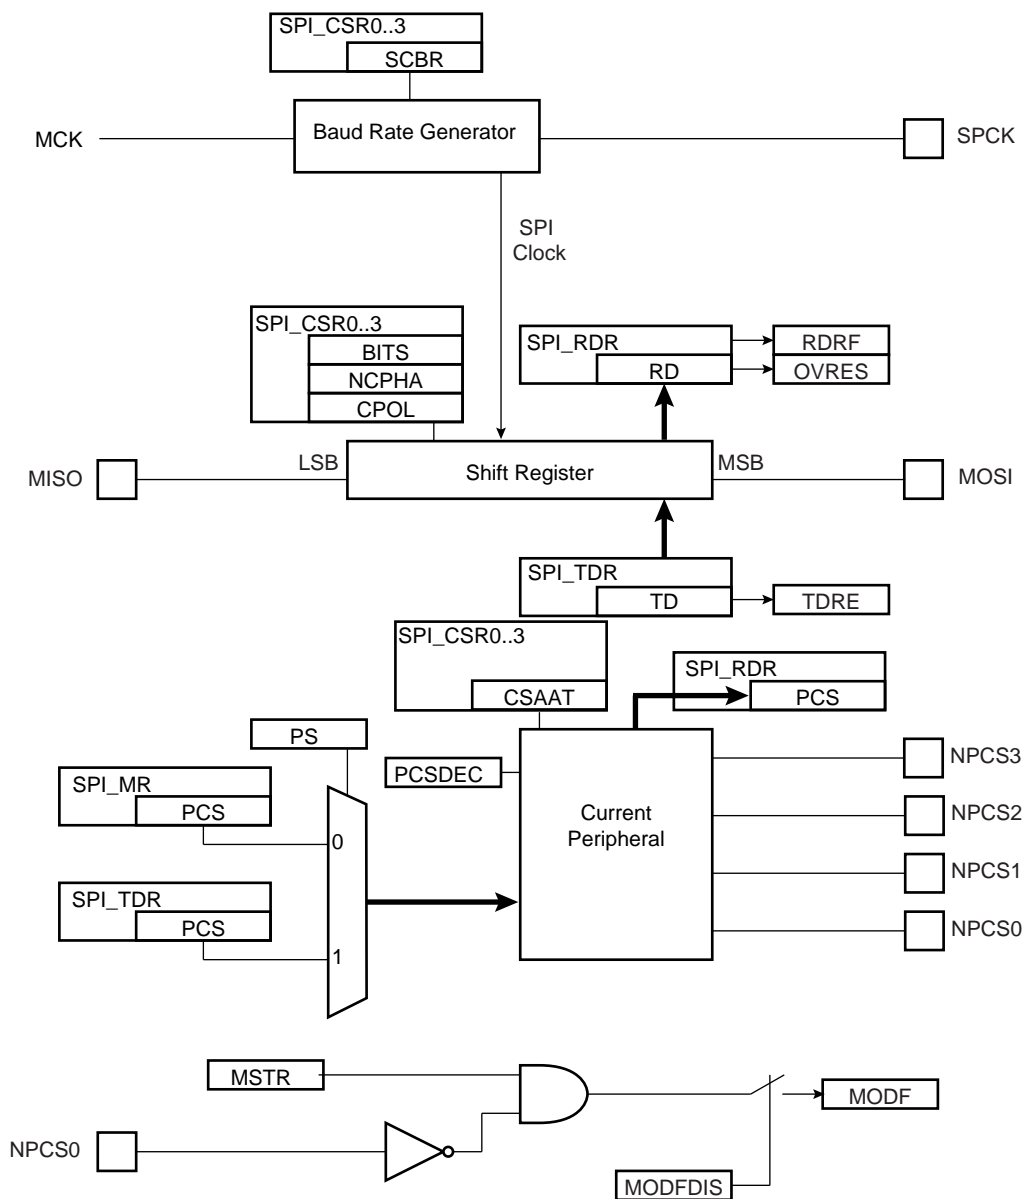 SPI_CSR0..3
SCBR
MCK
Baud Rate Generator
SPCK
SPI
Clock
SPI_CSR0..3
BITS
NCPHA
CPOL
SPI_RDR
RD
RDRF
OVRES
MISO
LSB
Shift Register
MSB
MOSI
SPI_TDR
TD
TDRE
SPI_CSR0..3
CSAAT
SPI_RDR
PCS
PS
PCSDEC
SPI_MR
PCS
0
SPI_TDR
PCS
1
Current
Peripheral
NPCS3
NPCS2
NPCS1
NPCS0
MSTR
MODF
NPCS0
MODFDIS